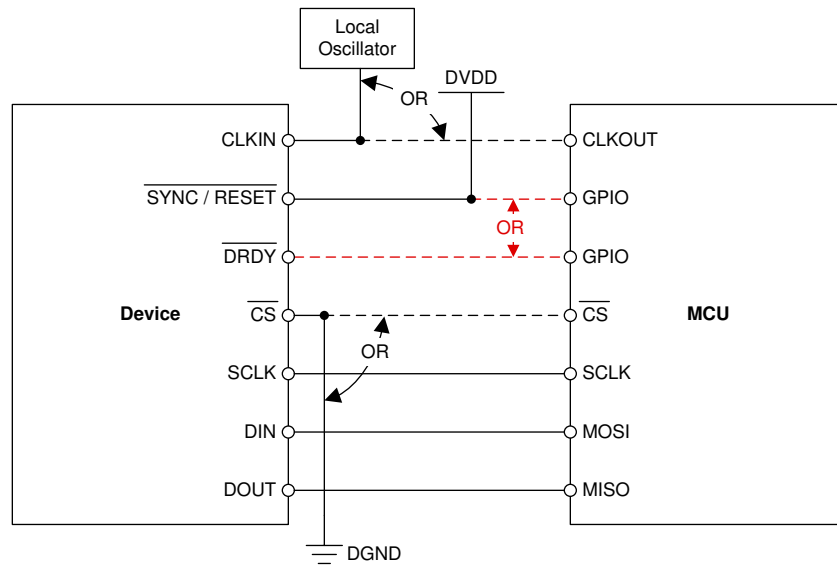 Local
Oscillator
DVDD
OR
CLKIN
CLKOUT
SYNC / RESET
GPIO
OR
DRDY
GPIO
Device
CS
CS
MCU
OR
SCLK
SCLK
DIN
MOSI
DOUT
MISO
DGND